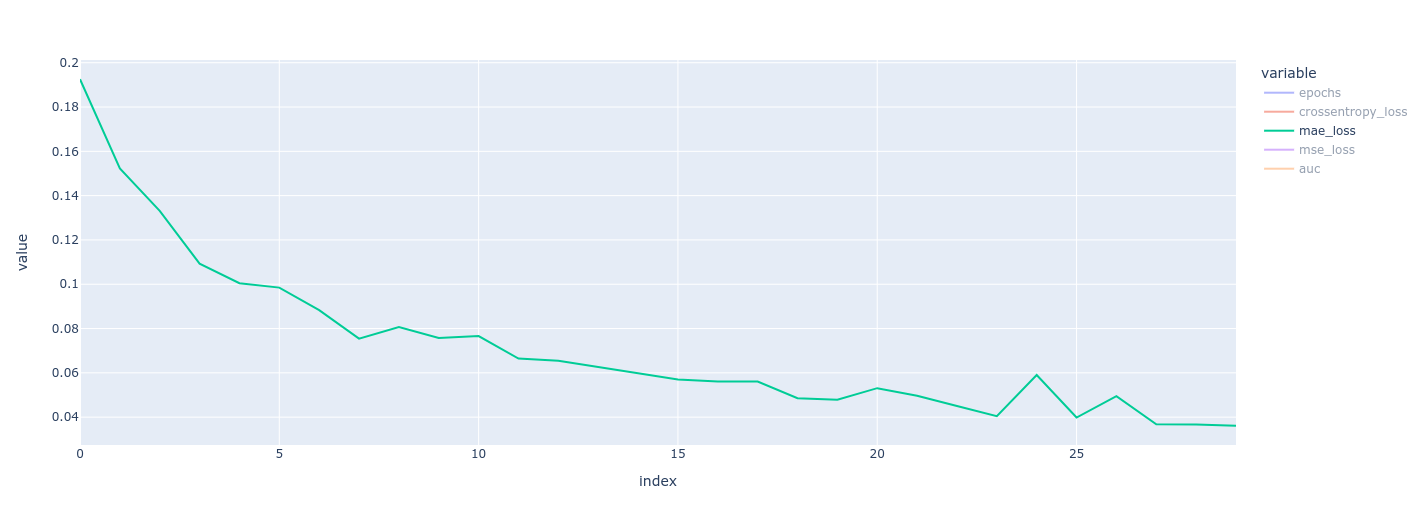 0.2
0.18
0.16
0.14
0.12
0.1
0.08
0.06
0.04
value
0 5 10 15 20 25
index
variable
epochs
crossentropy_loss
mae_loss
mse_loss
auc